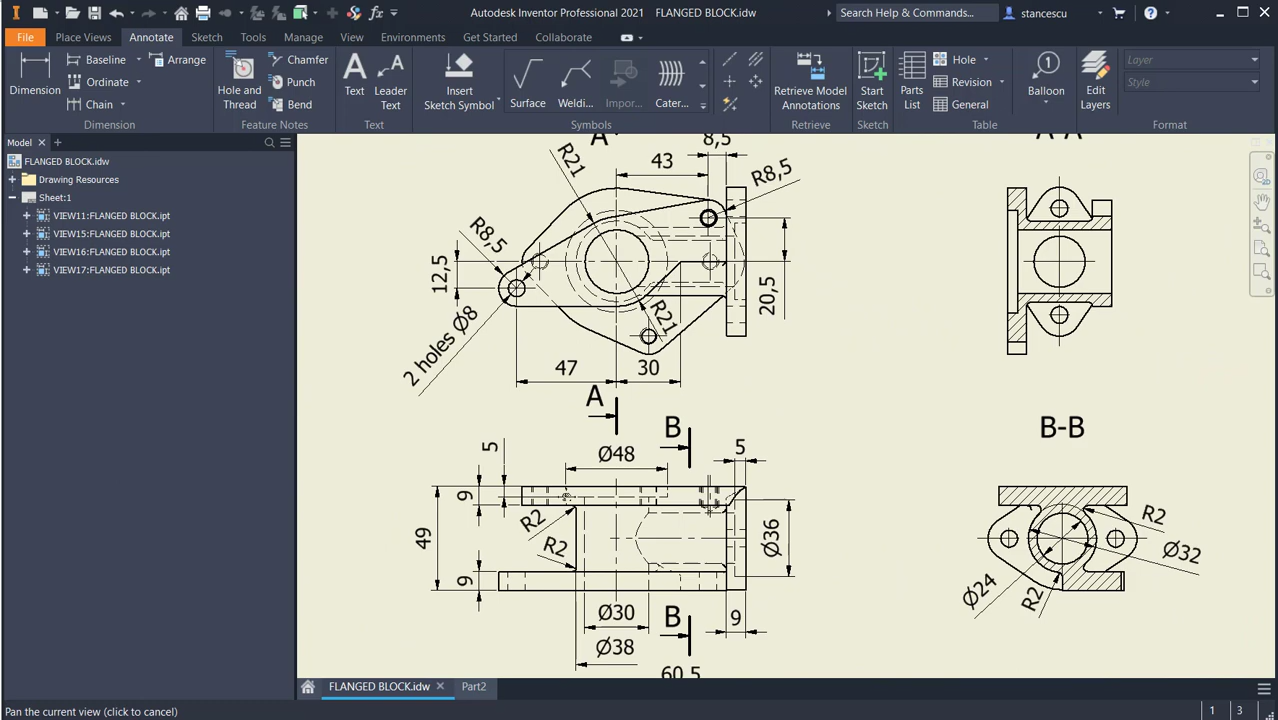 Autodesk Inventor Professional 2021 FLANGED BLOCK.idw
Search Help & Commands...
stancescu
File Place Views Annotate Sketch Tools Manage View Environments Get Started Collaborate
Dimension
Baseline
Ordinate
Chain
Arrange
Dimension
Hole and Thread
Chamfer
Punch
Bend
Feature Notes
Text
Leader Text
Text
Insert Sketch Symbol
Surface
Weldi...
Impor...
Cater...
Symbols
Retrieve Model Annotations
Retrieve
Start Sketch
Sketch
Parts List
Hole
Revision
General
Table
Balloon
Edit Layers
Layer
Style
Format
Model
FLANGED BLOCK.idw
Drawing Resources
Sheet:1
VIEW11:FLANGED BLOCK.ipt
VIEW15:FLANGED BLOCK.ipt
VIEW16:FLANGED BLOCK.ipt
VIEW17:FLANGED BLOCK.ipt
A
8,5
R21
43
R8,5
R8,5
12,5
20,5
R21
2 holes Ø8
47
30
A
B
5
Ø48
5
9
R2
49
R2
Ø36
9
Ø30
B
9
Ø38
60,5
A-A
B-B
R2
Ø32
Ø24
R2
FLANGED BLOCK.idw
Part2
Pan the current view (click to cancel)
1 3